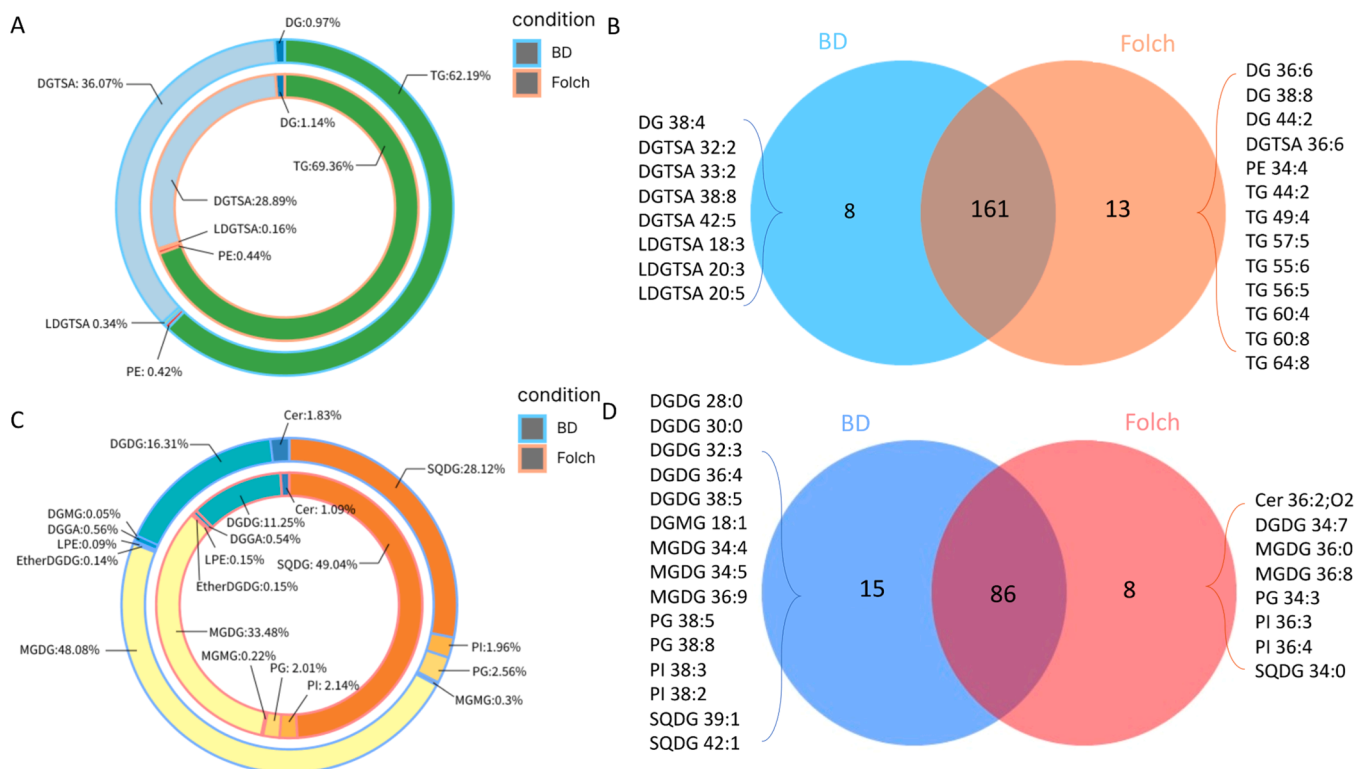 A
DG:0.97%
condition
BD
Folch
DGTSA: 36.07%
TG:62.19%
DG:1.14%
TG:69.36%
DGTSA:28.89%
LDGTSA:0.16%
PE:0.44%
LDGTSA 0.34%
PE: 0.42%
B
BD
Folch
DG 38:4
DGTSA 32:2
DGTSA 33:2
DGTSA 38:8
DGTSA 42:5
LDGTSA 18:3
LDGTSA 20:3
LDGTSA 20:5
8
161
13
DG 36:6
DG 38:8
DG 44:2
DGTSA 36:6
PE 34:4
TG 44:2
TG 49:4
TG 57:5
TG 55:6
TG 56:5
TG 60:4
TG 60:8
TG 64:8
C
condition
BD
Folch
Cer:1.83%
DGDG:16.31%
SQDG:28.12%
DGMG:0.05%
DGGA:0.56%
LPE:0.09%
EtherDGDG:0.14%
Cer: 1.09%
DGDG:11.25%
DGGA:0.54%
LPE:0.15%
SQDG: 49.04%
EtherDGDG:0.15%
MGDG:33.48%
MGDG:48.08%
MGMG:0.22%
PG: 2.01%
PI: 2.14%
PI:1.96%
PG:2.56%
MGMG:0.3%
D
BD
Folch
DGDG 28:0
DGDG 30:0
DGDG 32:3
DGDG 36:4
DGDG 38:5
DGMG 18:1
MGDG 34:4
MGDG 34:5
MGDG 36:9
PG 38:5
PG 38:8
PI 38:3
PI 38:2
SQDG 39:1
SQDG 42:1
15
86
8
Cer 36:2;O2
DGDG 34:7
MGDG 36:0
MGDG 36:8
PG 34:3
PI 36:3
PI 36:4
SQDG 34:0